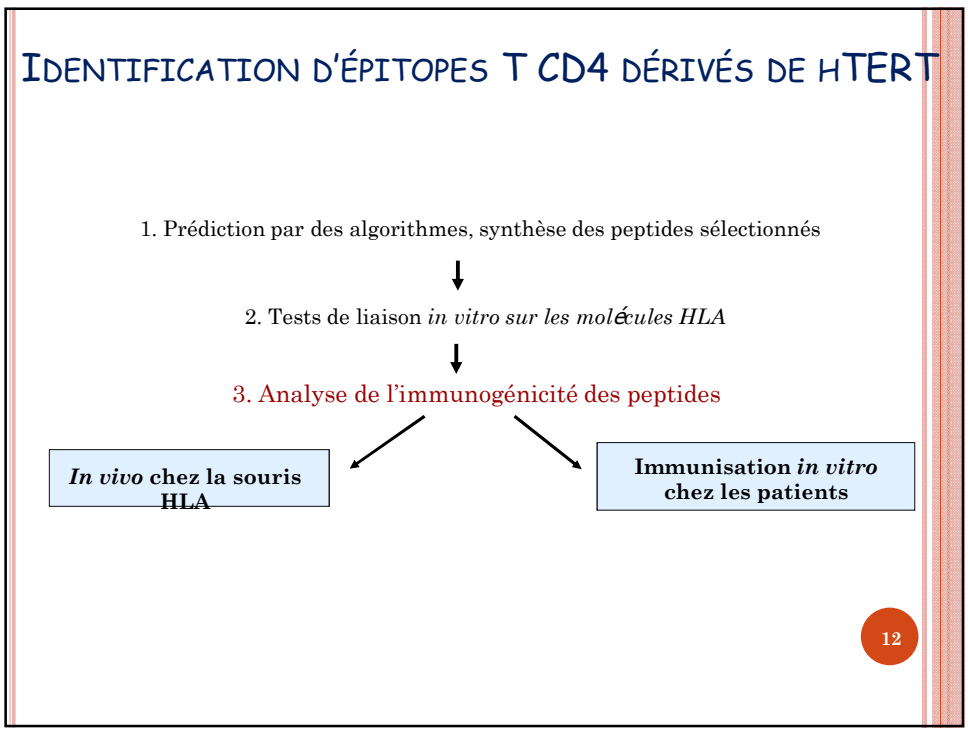 IDENTIFICATION D'ÉPITOPES T CD4 DÉRIVÉS DE HTERT
1. Prédiction par des algorithmes, synthèse des peptides sélectionnés
2. Tests de liaison in vitro sur les molécules HLA
3. Analyse de l'immunogénicité des peptides
In vivo chez la souris
HLA
Immunisation in vitro
chez les patients
12